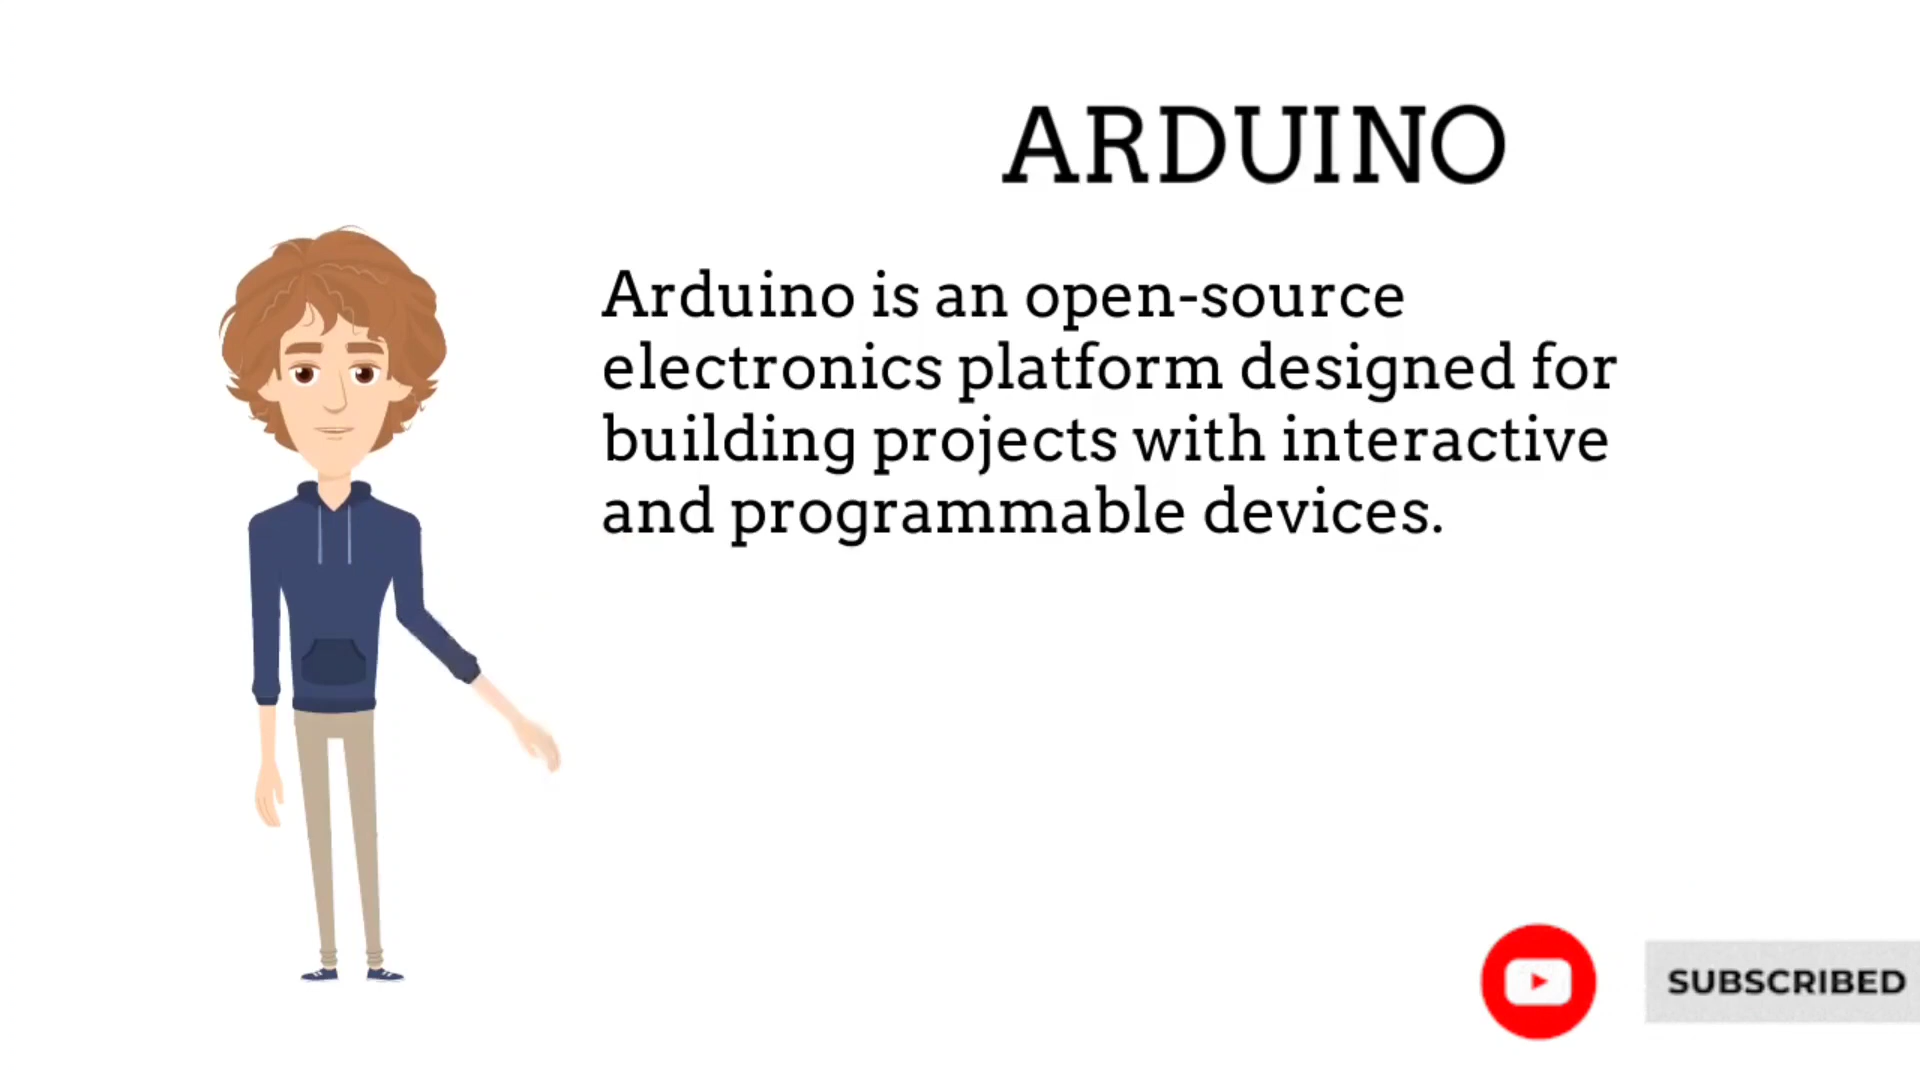 ARDUINO
Arduino is an open-source
electronics platform designed for
building projects with interactive
and programmable devices.
SUBSCRIBED